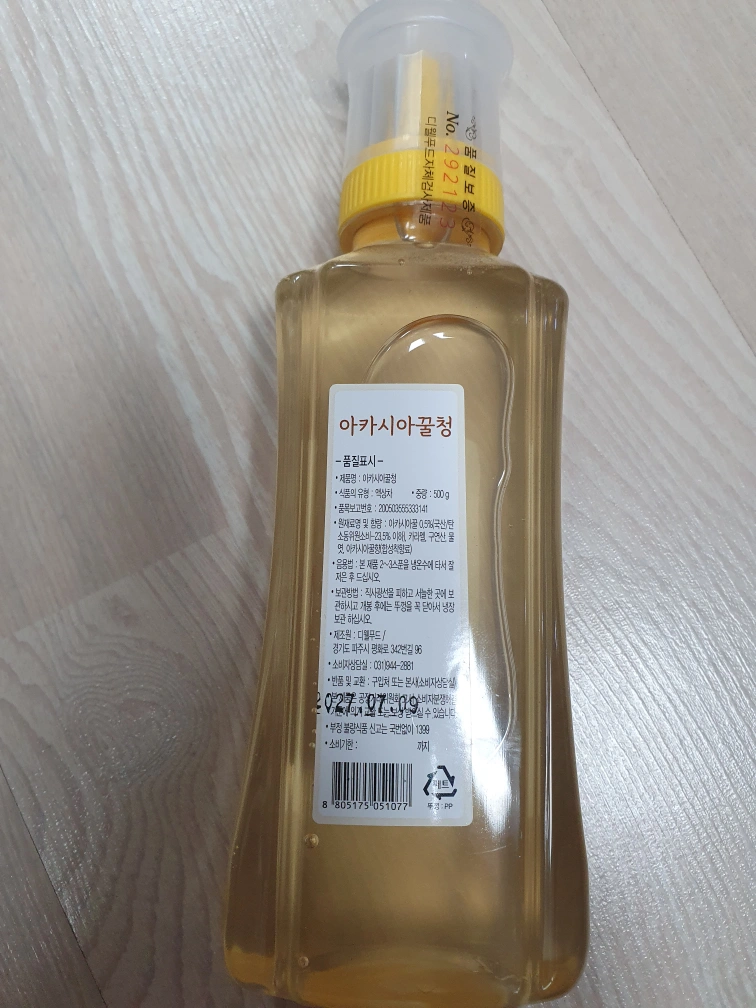 품질보증
No. 292123
디웰푸드자체검사제품
아카시아꿀청
- 품질표시 -
• 제품명 : 아카시아꿀청
• 식품의 유형 : 액상차 • 중량 : 500 g
• 품목보고번호 : 200503555333141
• 원재료명 및 함량 : 아카시아꿀 0.5%(국산/탄
소동위원소비-23.5% 이하), 카라멜, 구연산, 물
엿, 아카시아꿀향(합성착향료)
• 음용법 : 본 제품 2~3스푼을 냉온수에 타서 잘
저은 후 드십시오.
• 보관방법 : 직사광선을 피하고 서늘한 곳에 보
관하시고 개봉 후에는 뚜껑을 꼭 닫아서 냉장
보관 하십시오.
• 제조원 : 디웰푸드 /
경기도 파주시 평화로 342번길 96
• 소비자상담실 : 031)944-2881
• 반품 및 교환 : 구입처 또는 본사(소비자상담실)
2027.07.09
• 부정·불량식품 신고는 국번없이 1399
• 소비기한 : 까지
8 805175 051077
페트
뚜껑 : PP